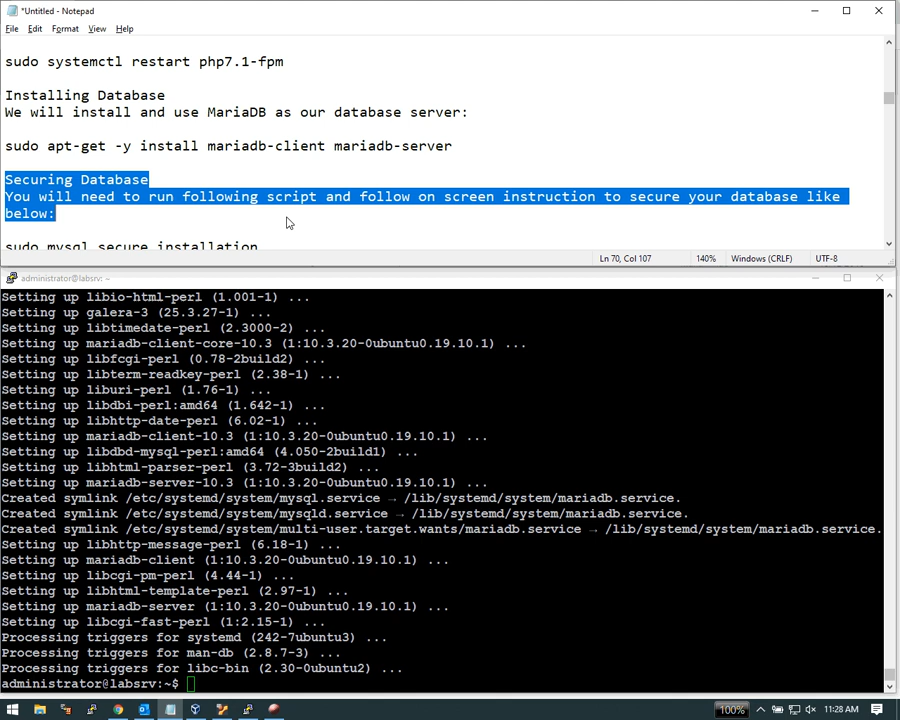 *Untitled - Notepad
File Edit Format View Help
sudo systemctl restart php7.1-fpm
Installing Database
We will install and use MariaDB as our database server:
sudo apt-get -y install mariadb-client mariadb-server
Securing Database
You will need to run following script and follow on screen instruction to secure your database like
below:
sudo mysql_secure_installation
Ln 70, Col 107 140% Windows (CRLF) UTF-8
administrator@labsrv: ~
Setting up libio-html-perl (1.001-1) ...
Setting up galera-3 (25.3.27-1) ...
Setting up libtimedate-perl (2.3000-2) ...
Setting up mariadb-client-core-10.3 (1:10.3.20-0ubuntu0.19.10.1) ...
Setting up libfcgi-perl (0.78-2build2) ...
Setting up libterm-readkey-perl (2.38-1) ...
Setting up liburi-perl (1.76-1) ...
Setting up libdbi-perl:amd64 (1.642-1) ...
Setting up libhttp-date-perl (6.02-1) ...
Setting up mariadb-client-10.3 (1:10.3.20-0ubuntu0.19.10.1) ...
Setting up libdbd-mysql-perl:amd64 (4.050-2build1) ...
Setting up libhtml-parser-perl (3.72-3build2) ...
Setting up mariadb-server-10.3 (1:10.3.20-0ubuntu0.19.10.1) ...
Created symlink /etc/systemd/system/mysql.service → /lib/systemd/system/mariadb.service.
Created symlink /etc/systemd/system/mysqld.service → /lib/systemd/system/mariadb.service.
Created symlink /etc/systemd/system/multi-user.target.wants/mariadb.service → /lib/systemd/system/mariadb.service.
Setting up libhttp-message-perl (6.18-1) ...
Setting up mariadb-client (1:10.3.20-0ubuntu0.19.10.1) ...
Setting up libcgi-pm-perl (4.44-1) ...
Setting up libhtml-template-perl (2.97-1) ...
Setting up mariadb-server (1:10.3.20-0ubuntu0.19.10.1) ...
Setting up libcgi-fast-perl (1:2.15-1) ...
Processing triggers for systemd (242-7ubuntu3) ...
Processing triggers for man-db (2.8.7-3) ...
Processing triggers for libc-bin (2.30-0ubuntu2) ...
administrator@labsrv:~$
100% 11:28 AM